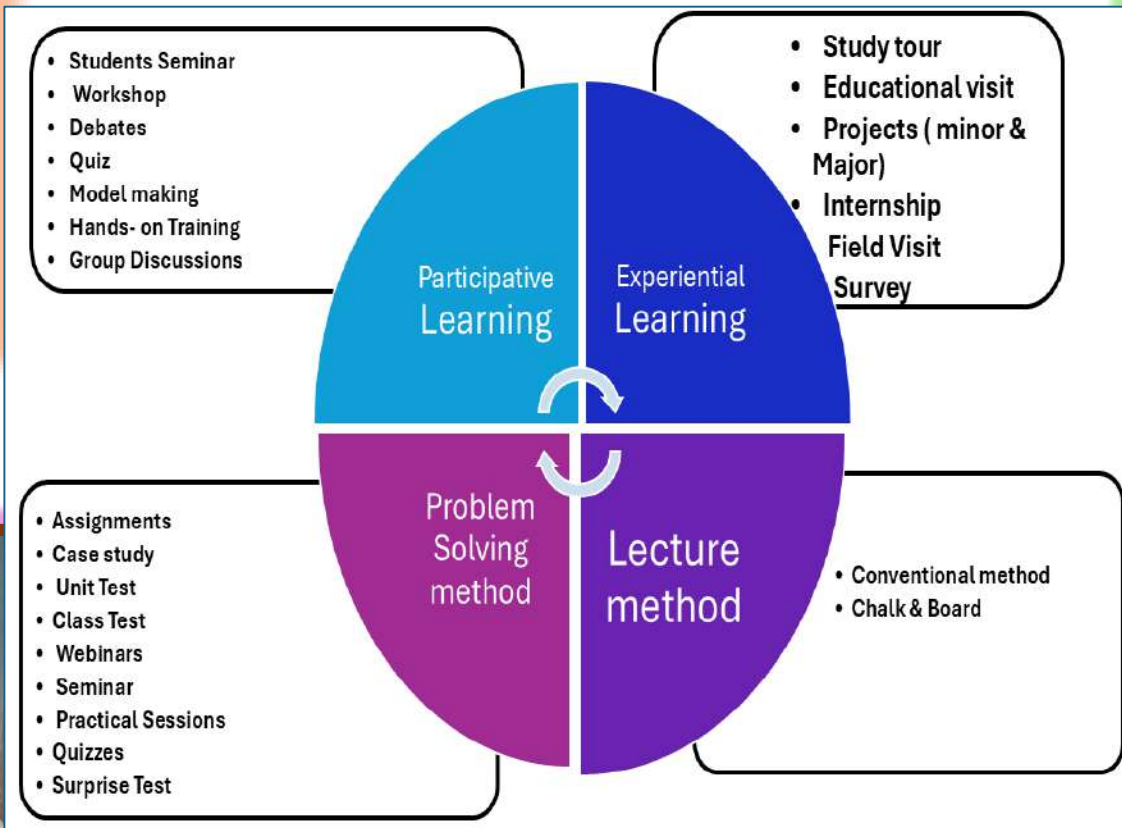 • Students Seminar
• Workshop
• Debates
• Quiz
• Model making
• Hands- on Training
• Group Discussions
• Study tour
• Educational visit
• Projects ( minor &
Major)
• Internship
Field Visit
Survey
Participative
Learning
Experiential
Learning
Problem
Solving
method
Lecture
method
• Assignments
• Case study
• Unit Test
• Class Test
• Webinars
• Seminar
• Practical Sessions
• Quizzes
• Surprise Test
• Conventional method
• Chalk & Board